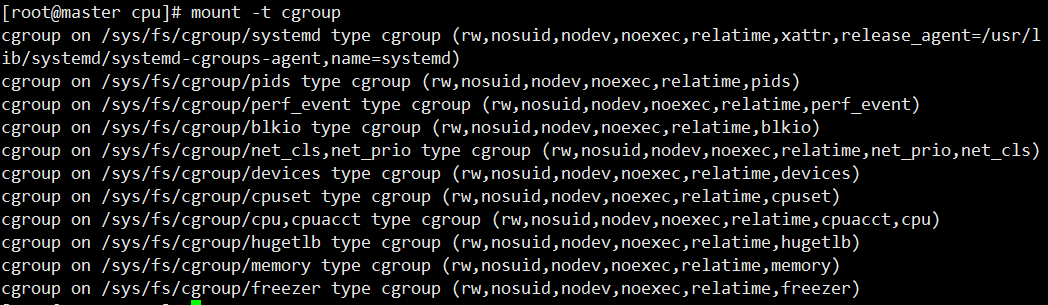 [root@master cpu]# mount -t cgroup
cgroup on /sys/fs/cgroup/systemd type cgroup (rw,nosuid,nodev,noexec,relatime,xattr,release_agent=/usr/l
ib/systemd/systemd-cgroups-agent,name=systemd)
cgroup on /sys/fs/cgroup/pids type cgroup (rw,nosuid,nodev,noexec,relatime,pids)
cgroup on /sys/fs/cgroup/perf_event type cgroup (rw,nosuid,nodev,noexec,relatime,perf_event)
cgroup on /sys/fs/cgroup/blkio type cgroup (rw,nosuid,nodev,noexec,relatime,blkio)
cgroup on /sys/fs/cgroup/net_cls,net_prio type cgroup (rw,nosuid,nodev,noexec,relatime,net_prio,net_cls)
cgroup on /sys/fs/cgroup/devices type cgroup (rw,nosuid,nodev,noexec,relatime,devices)
cgroup on /sys/fs/cgroup/cpuset type cgroup (rw,nosuid,nodev,noexec,relatime,cpuset)
cgroup on /sys/fs/cgroup/cpu,cpuacct type cgroup (rw,nosuid,nodev,noexec,relatime,cpuacct,cpu)
cgroup on /sys/fs/cgroup/hugetlb type cgroup (rw,nosuid,nodev,noexec,relatime,hugetlb)
cgroup on /sys/fs/cgroup/memory type cgroup (rw,nosuid,nodev,noexec,relatime,memory)
cgroup on /sys/fs/cgroup/freezer type cgroup (rw,nosuid,nodev,noexec,relatime,freezer)